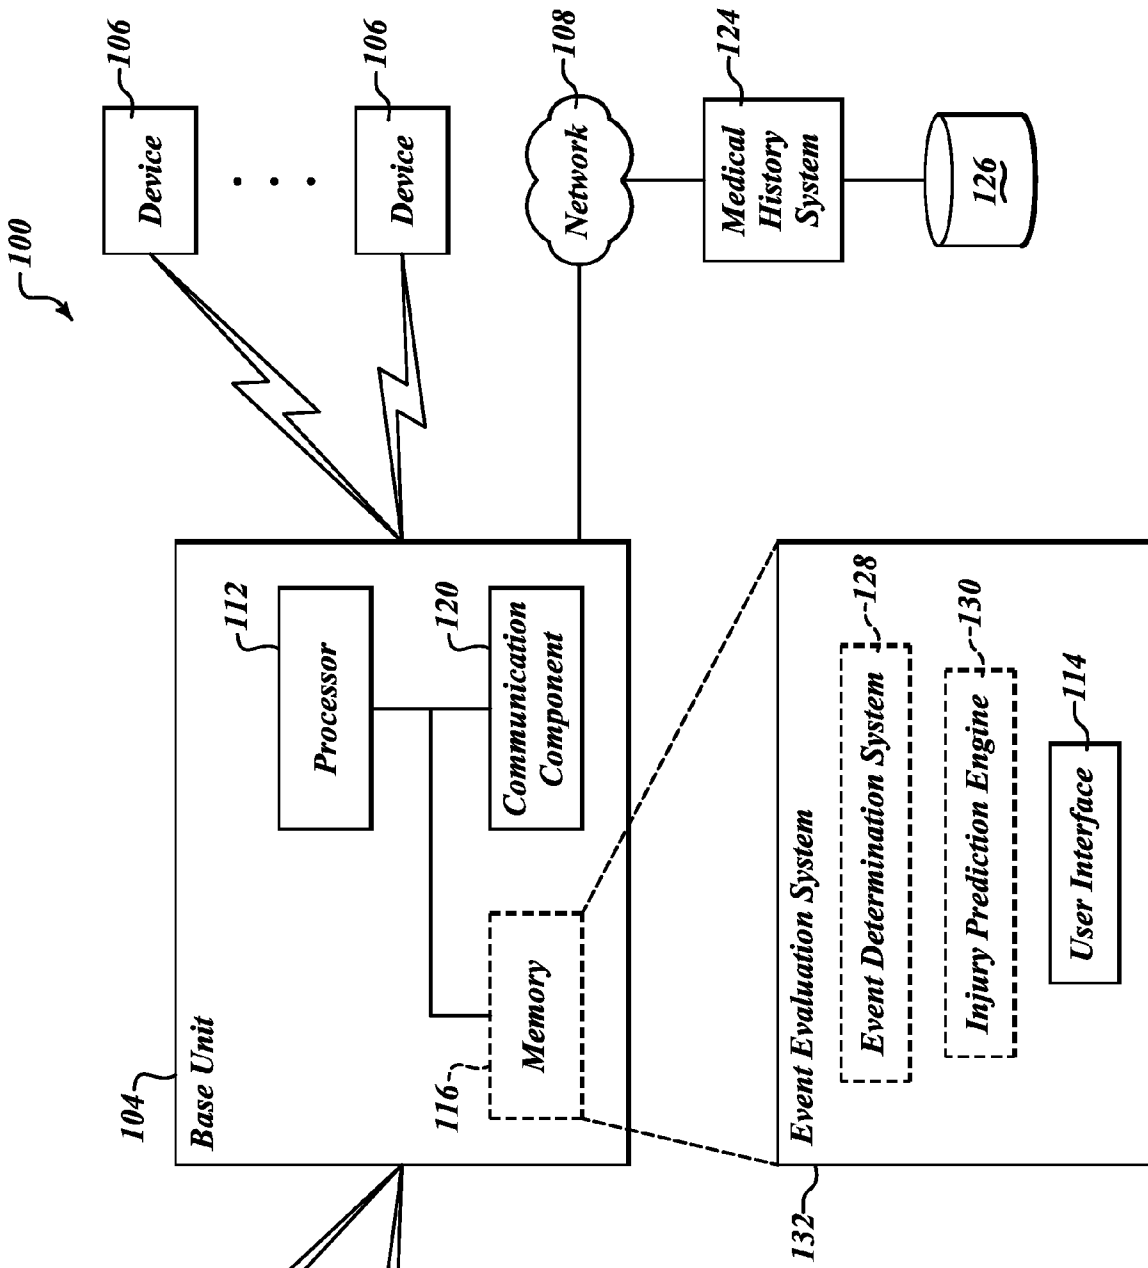 100
104
Base Unit
112
Processor
116
Memory
120
Communication
Component
106
Device
106
Device
108
Network
124
Medical
History
System
126
132
Event Evaluation System
128
Event Determination System
130
Injury Prediction Engine
114
User Interface